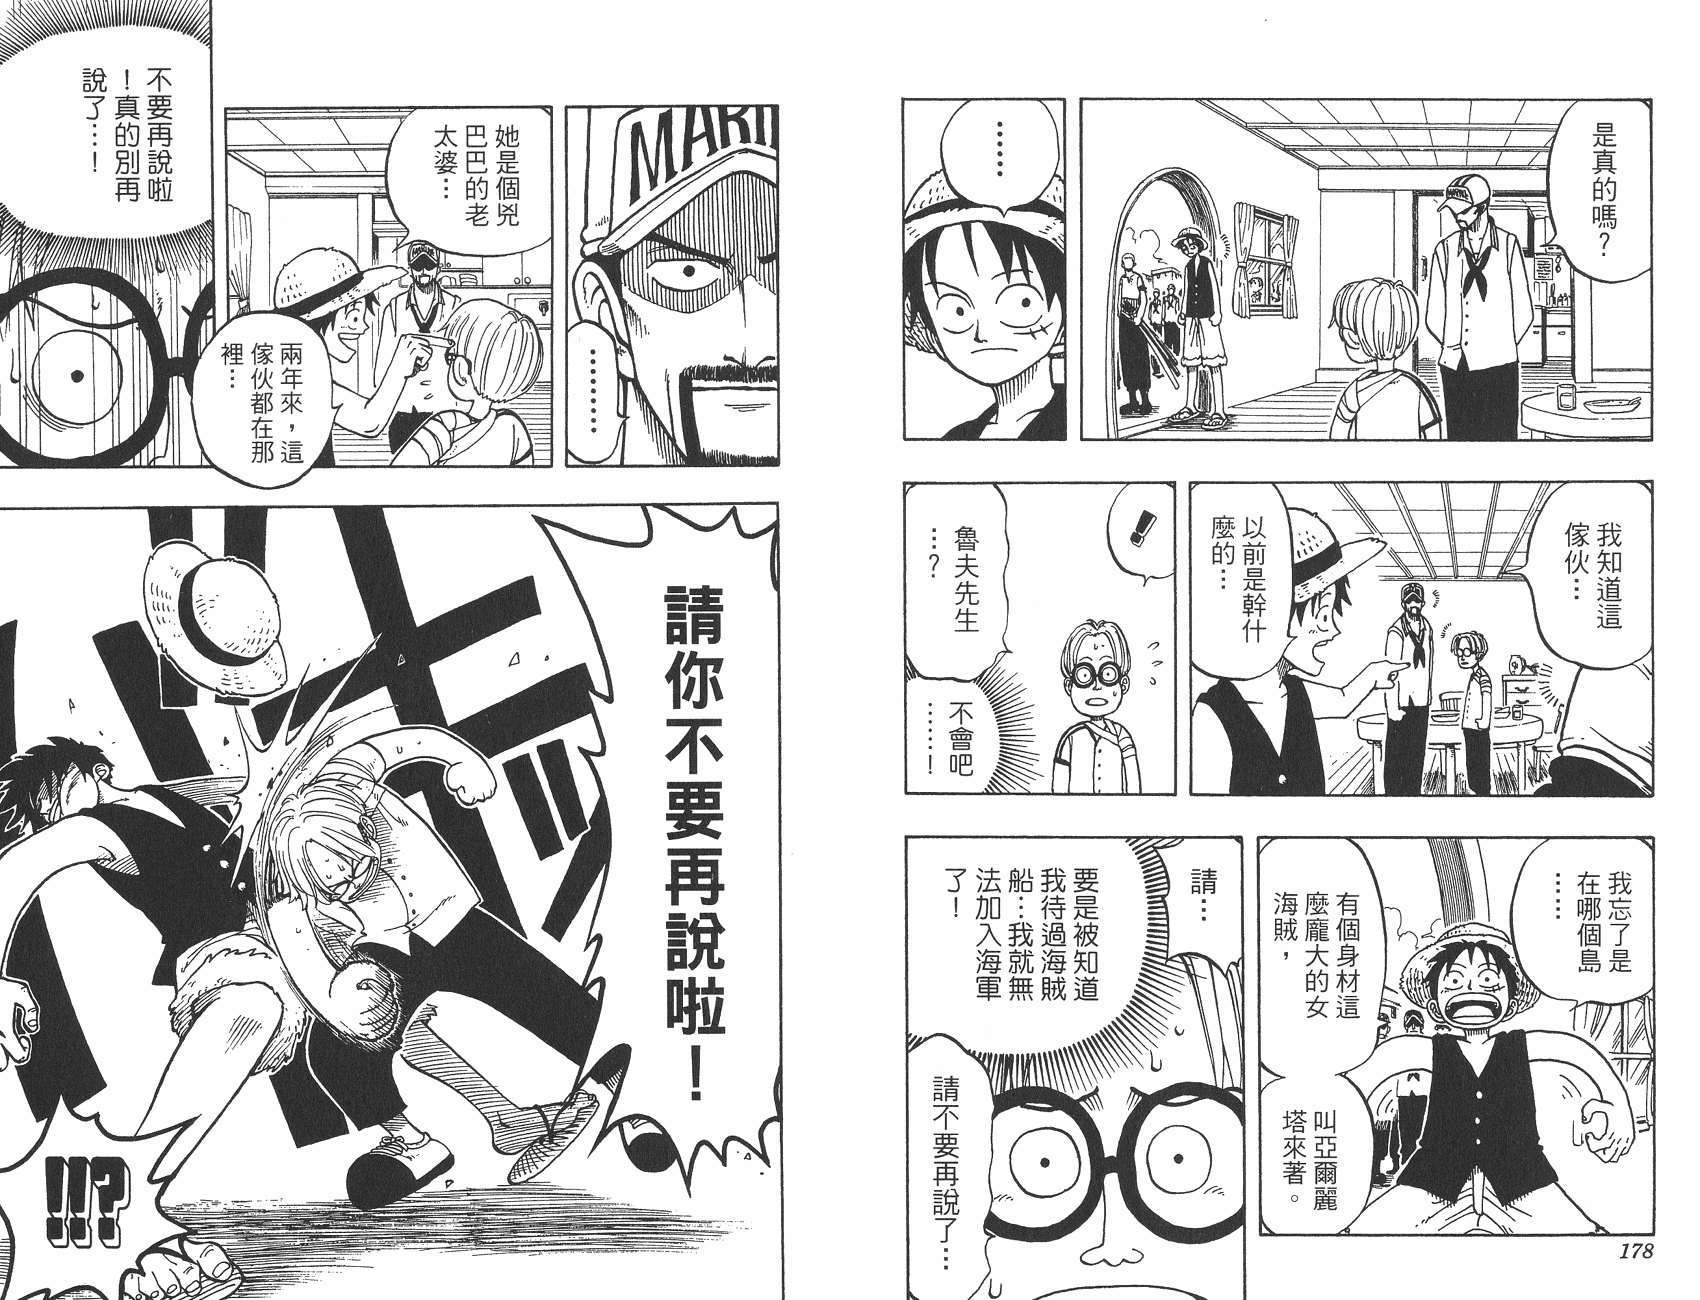 是真的嗎？
MARINE
……
我知道這
傢伙…
以前是幹什
麼的…
！
魯夫先生
…？
不會吧
……！
我忘了是
在哪個島
……
有個身材這
麼龐大的女
海賊，
叫亞爾麗
塔來著。
請…
要是被知道
我待過海賊
船…我就無
法加入海軍
了！
請不要再說了…
178
MARIN
………
她是個兇
巴巴的老
太婆…
兩年來，這
傢伙都在那
裡…
不要再說啦
！真的別再
說了…！
請你不要再說啦！
!!?